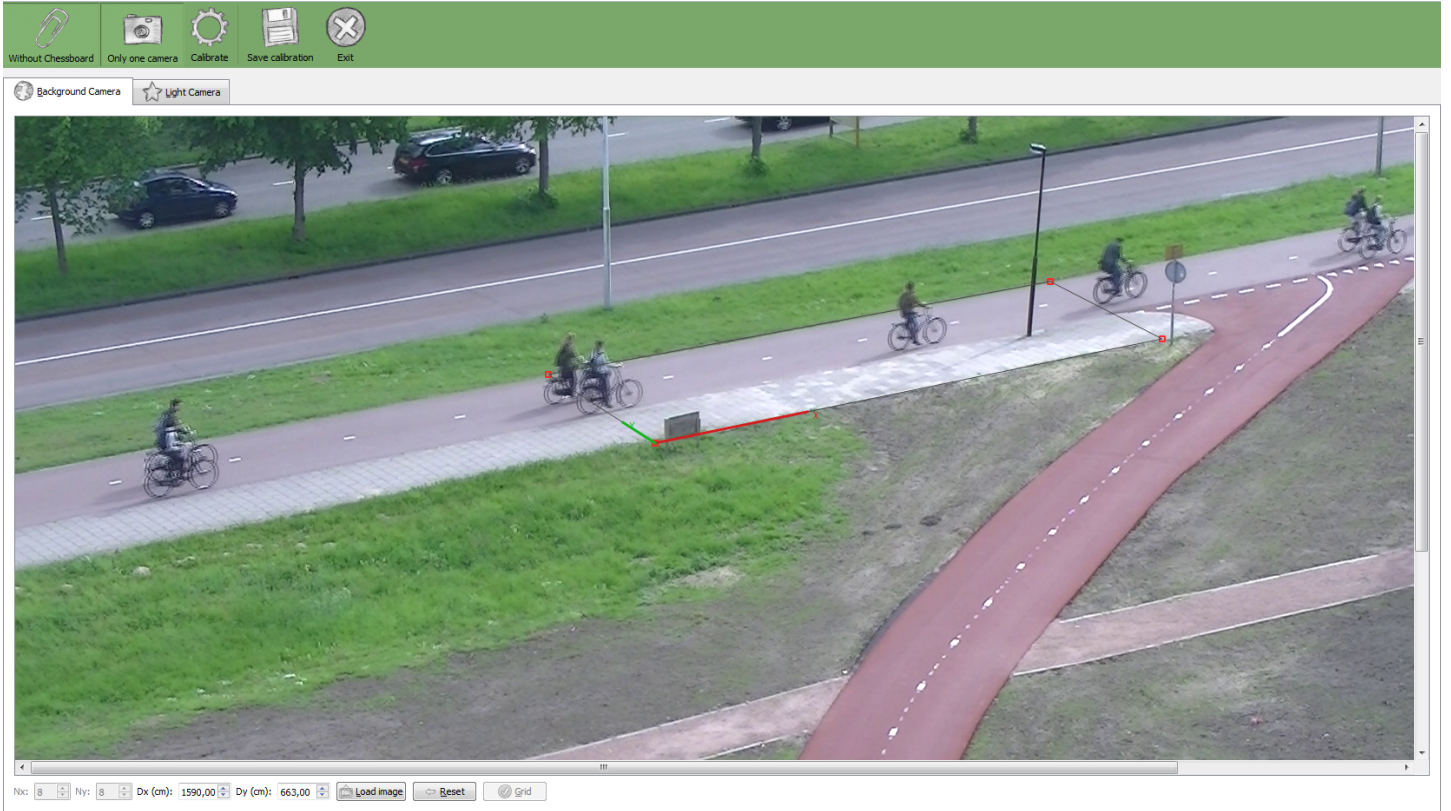 Without Chessboard
Only one camera
Calibrate
Save calibration
Exit
Background Camera
Light Camera
Y
X
Nx: 8 Ny: 8 Dx (cm): 1590,00 Dy (cm): 663,00 Load image Reset Grid